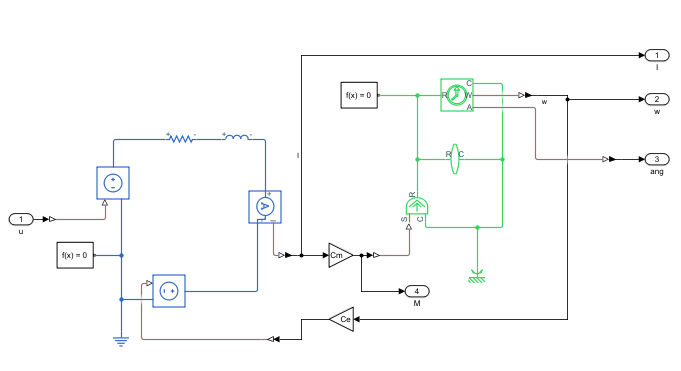 1
I
C
R
W
A
f(x) = 0
w
2
w
+
-
+
-
R
C
I
3
ang
+
-
R
A
+
-
S
C
1
u
f(x) = 0
Cm
4
M
- +
Ce